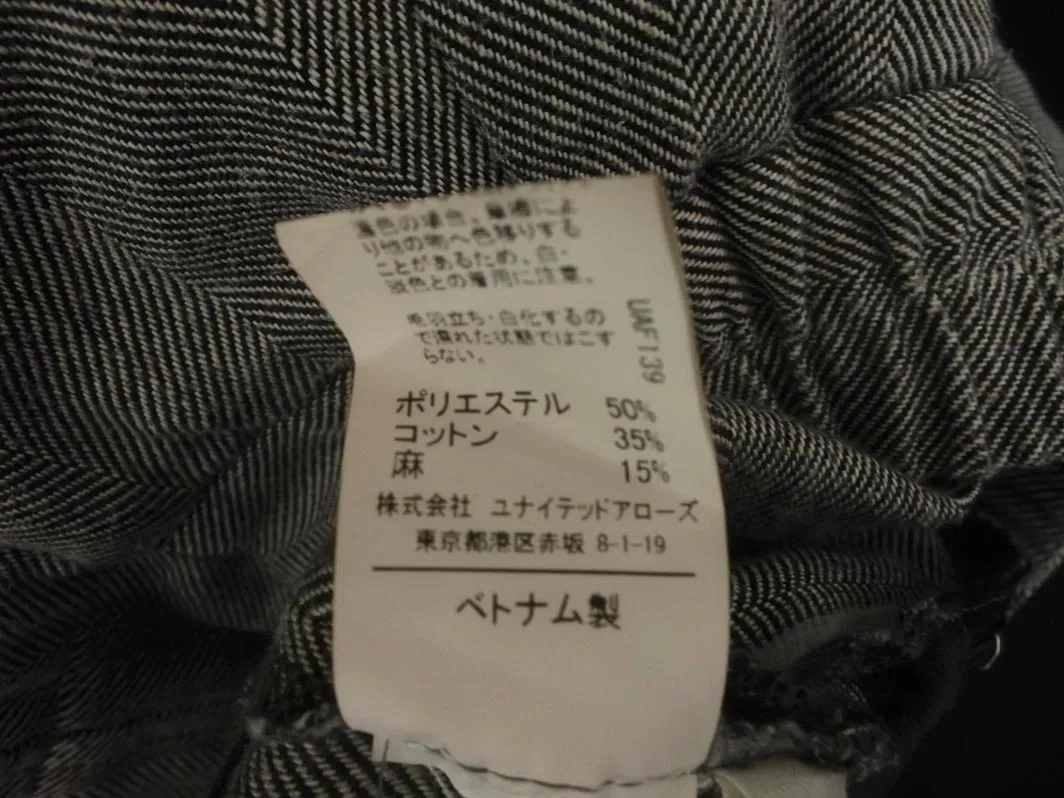 濃色の場合、着濃によ
り他の物へ色移りする
ことがあるため、白・
淡色との着用に注意。
毛羽立ち・白化するの
で濡れた状態ではこす
らない。
UAF139
ポリエステル 50%
コットン 35%
麻 15%
株式会社 ユナイテッドアローズ
東京都港区赤坂 8-1-19
ベトナム製